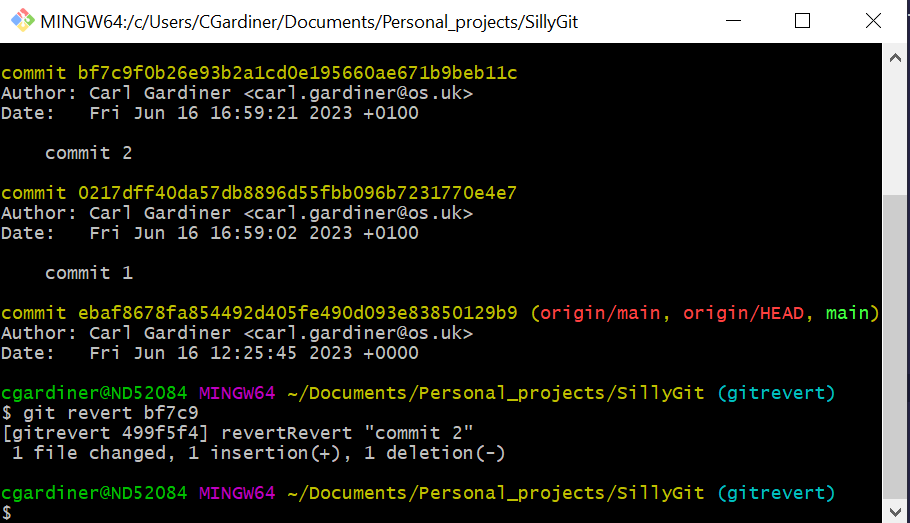 MINGW64:/c/Users/CGardiner/Documents/Personal_projects/SillyGit
commit bf7c9f0b26e93b2a1cd0e195660ae671b9beb11c
Author: Carl Gardiner <carl.gardiner@os.uk>
Date:   Fri Jun 16 16:59:21 2023 +0100
commit 2
commit 0217dff40da57db8896d55fbb096b7231770e4e7
Author: Carl Gardiner <carl.gardiner@os.uk>
Date:   Fri Jun 16 16:59:02 2023 +0100
commit 1
commit ebaf8678fa854492d405fe490d093e83850129b9 (origin/main, origin/HEAD, main)
Author: Carl Gardiner <carl.gardiner@os.uk>
Date:   Fri Jun 16 12:25:45 2023 +0000
cgardiner@ND52084 MINGW64 ~/Documents/Personal_projects/SillyGit (gitrevert)
$ git revert bf7c9
[gitrevert 499f5f4] revertRevert "commit 2"
1 file changed, 1 insertion(+), 1 deletion(-)
cgardiner@ND52084 MINGW64 ~/Documents/Personal_projects/SillyGit (gitrevert)
$